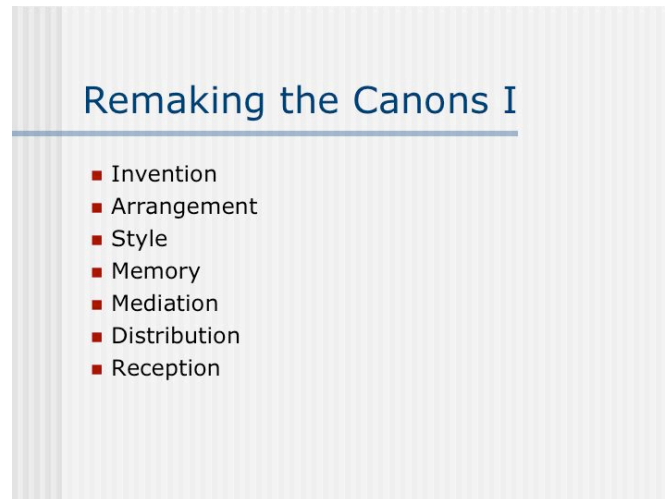 Remaking the Canons I
Invention
Arrangement
Style
Memory
Mediation
Distribution
Reception